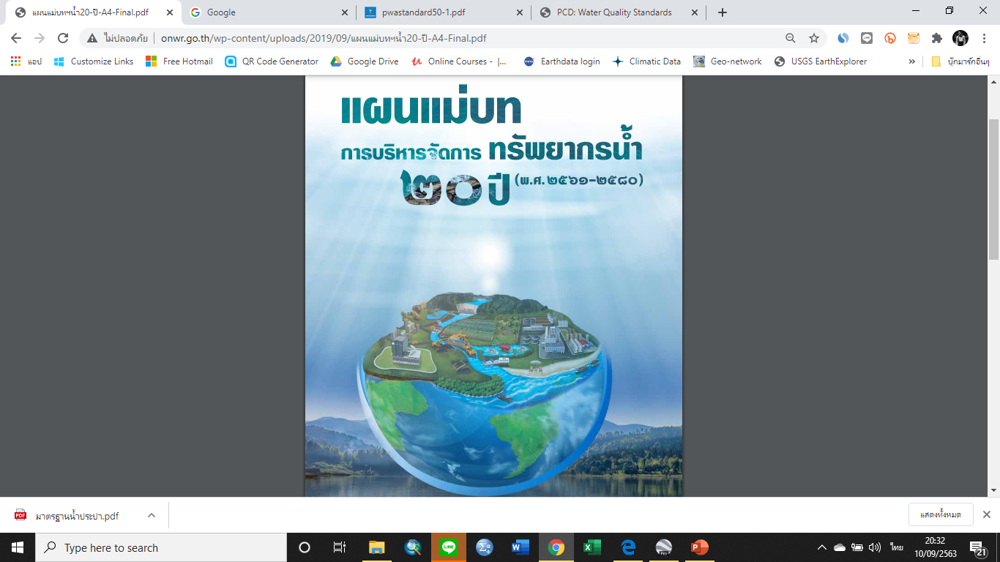 แผนแม่บทฯน้ำ20-ปี-A4-Final.pdf
Google
pwastandard50-1.pdf
PCD: Water Quality Standards
ไม่ปลอดภัย
onwr.go.th/wp-content/uploads/2019/09/แผนแม่บทฯน้ำ20-ปี-A4-Final.pdf
แอป
Customize Links
Free Hotmail
QR Code Generator
Google Drive
Online Courses - |...
Earthdata login
Climatic Data
Geo-network
USGS EarthExplorer
»
บุ๊กมาร์กอื่นๆ
แผนแม่บท
การบริหารจัดการ ทรัพยากรน้ำ
๒๐ ปี (พ.ศ. ๒๕๖๑-๒๕๘๐)
PDF
มาตรฐานน้ำประปา.pdf
แสดงทั้งหมด
Type here to search
LINE
Pro
ไทย
20:32
10/09/2563
21